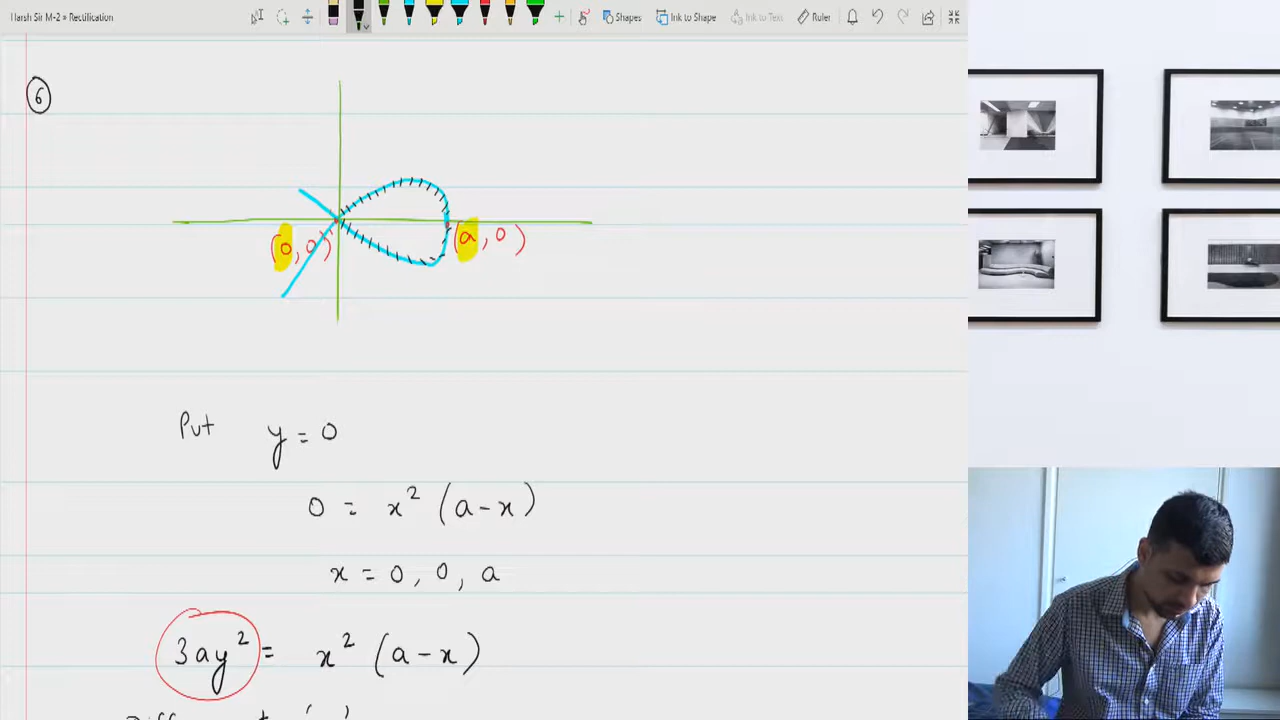 Harsh Sir M-2 » Rectification
Shapes
Ink to Shape
Ink to Text
Ruler
6
(0,0)
(a,0)
Put y=0
0 = x² (a-x)
x = 0, 0, a
3ay² = x² (a-x)